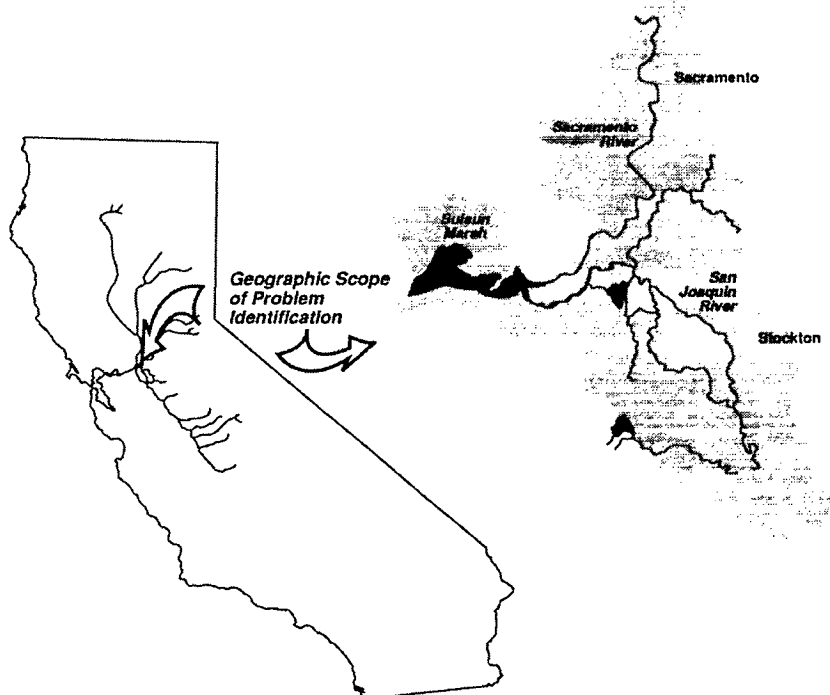 Sacramento
Sacramento
River
Suisun
Marsh
Geographic Scope
of Problem
Identification
San
Joaquin
River
Stockton